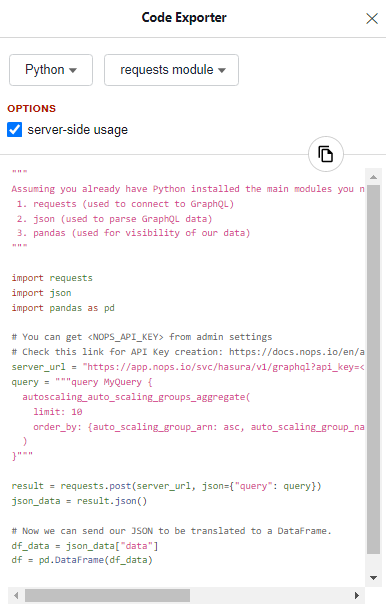 Code Exporter
Python
requests module
OPTIONS
server-side usage
"""
Assuming you already have Python installed the main modules you n
 1. requests (used to connect to GraphQL)
 2. json (used to parse GraphQL data)
 3. pandas (used for visibility of our data)
"""
import requests
import json
import pandas as pd
# You can get <NOPS_API_KEY> from admin settings
# Check this link for API Key creation: https://docs.nops.io/en/a
server_url = "https://app.nops.io/svc/hasura/v1/graphql?api_key=<
query = """query MyQuery {
  autoscaling_auto_scaling_groups_aggregate(
    limit: 10
    order_by: {auto_scaling_group_arn: asc, auto_scaling_group_na
  )
}"""
result = requests.post(server_url, json={"query": query})
json_data = result.json()
# Now we can send our JSON to be translated to a DataFrame.
df_data = json_data["data"]
df = pd.DataFrame(df_data)